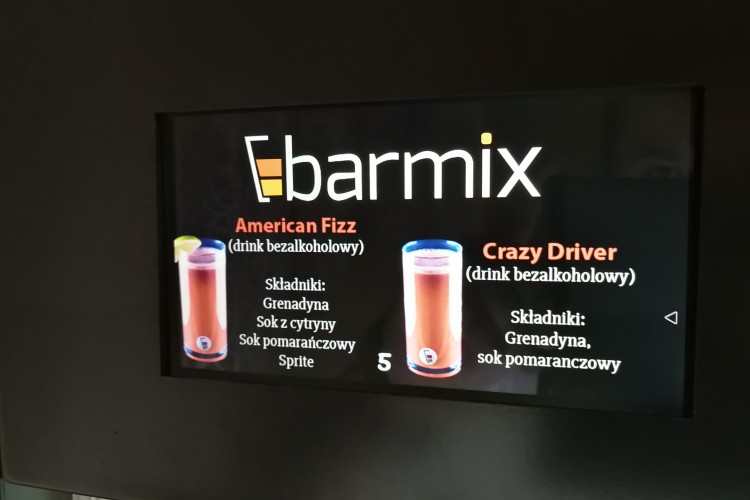 barmix
American Fizz
(drink bezalkoholowy)
Składniki:
Grenadyna
Sok z cytryny
Sok pomarańczowy
Sprite
5
Crazy Driver
(drink bezalkoholowy)
Składniki:
Grenadyna,
sok pomaranczowy